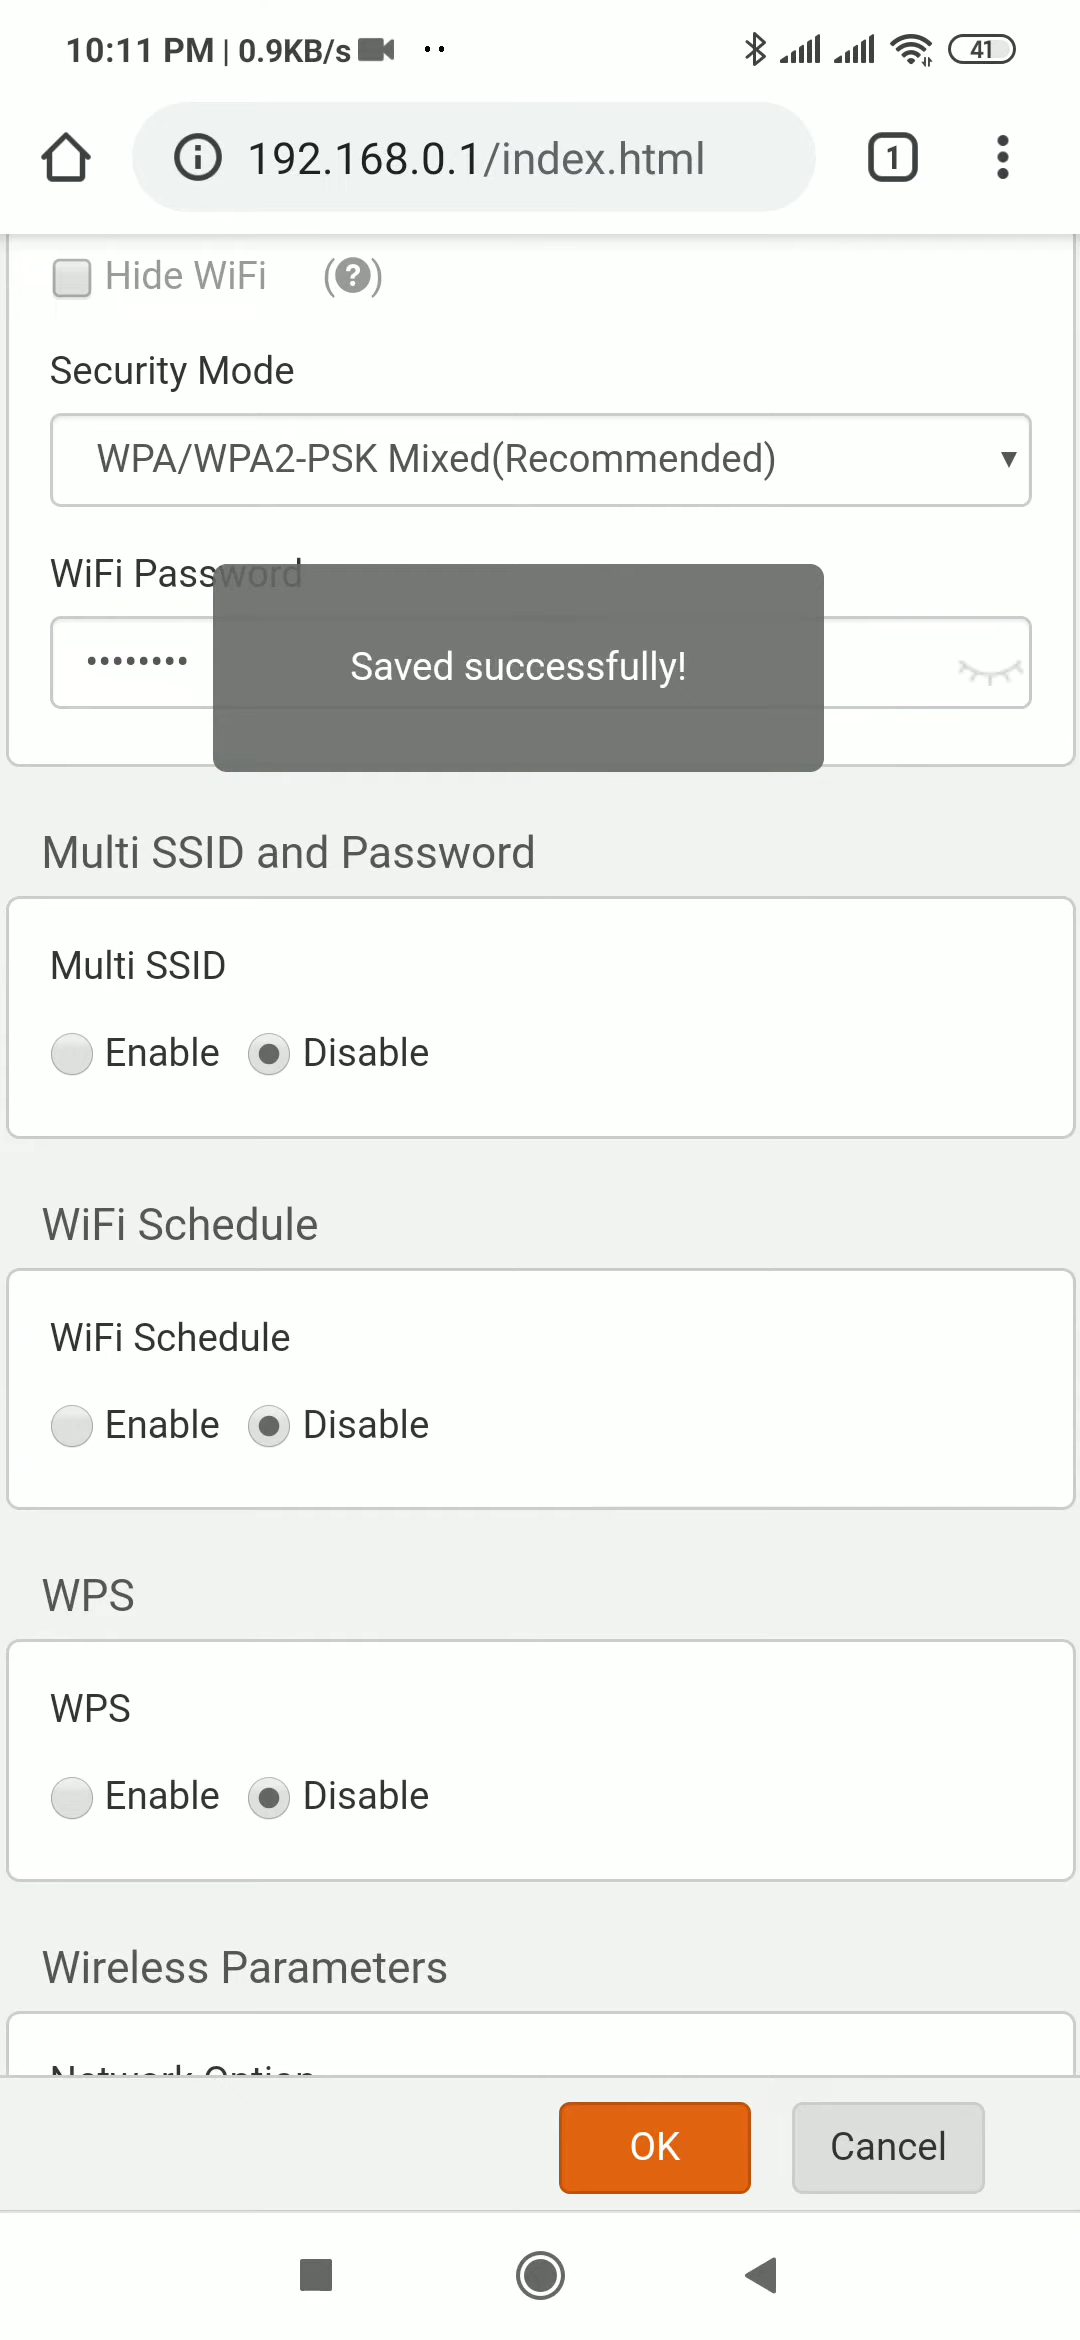 10:11 PM | 0.9KB/s
41
192.168.0.1/index.html
1
Hide WiFi (?)
Security Mode
WPA/WPA2-PSK Mixed(Recommended)
WiFi Password
••••••••
Saved successfully!
Multi SSID and Password
Multi SSID
Enable Disable
WiFi Schedule
WiFi Schedule
Enable Disable
WPS
WPS
Enable Disable
Wireless Parameters
Network Option
OK Cancel